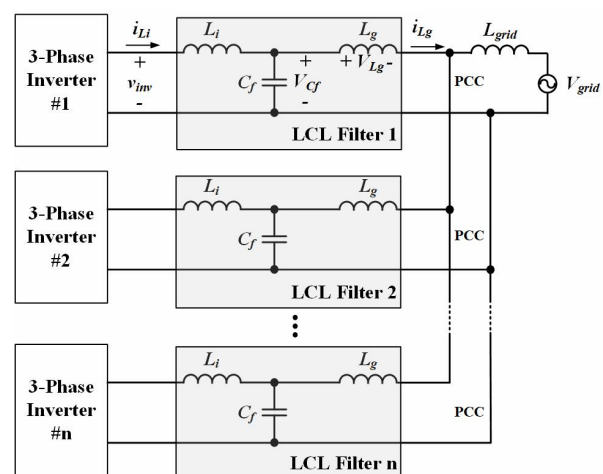 i_Li
L_i
L_g
i_Lg
L_grid
3-Phase
Inverter
#1
+
v_inv
-
C_f
+
V_Cf
-
+ V_Lg -
PCC
V_grid
LCL Filter 1
3-Phase
Inverter
#2
L_i
L_g
C_f
PCC
LCL Filter 2
3-Phase
Inverter
#n
L_i
L_g
C_f
PCC
LCL Filter n